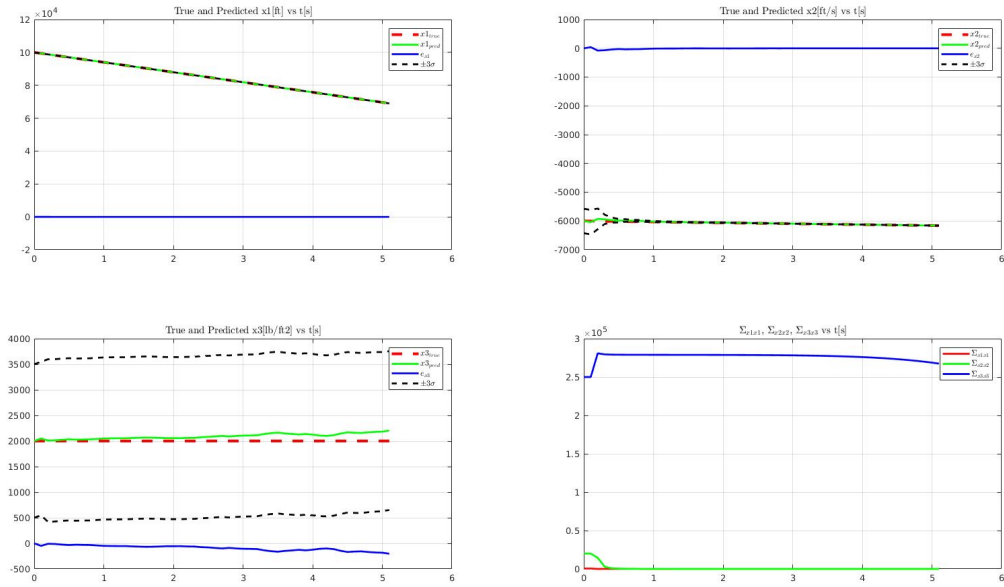 True and Predicted x1[ft] vs t[s]
×10⁴
12
10
8
6
4
2
0
-2
0 1 2 3 4 5 6
x1_true
x1_pred
e_x1
±3σ
True and Predicted x2[ft/s] vs t[s]
1000
0
-1000
-2000
-3000
-4000
-5000
-6000
-7000
0 1 2 3 4 5 6
x2_true
x2_pred
e_x2
±3σ
True and Predicted x3[lb/ft2] vs t[s]
4000
3500
3000
2500
2000
1500
1000
500
0
-500
0 1 2 3 4 5 6
x3_true
x3_pred
e_x3
±3σ
Σ_x1x1, Σ_x2x2, Σ_x3x3 vs t[s]
×10⁵
3
2.5
2
1.5
1
0.5
0
0 1 2 3 4 5 6
Σ_x1x1
Σ_x2x2
Σ_x3x3